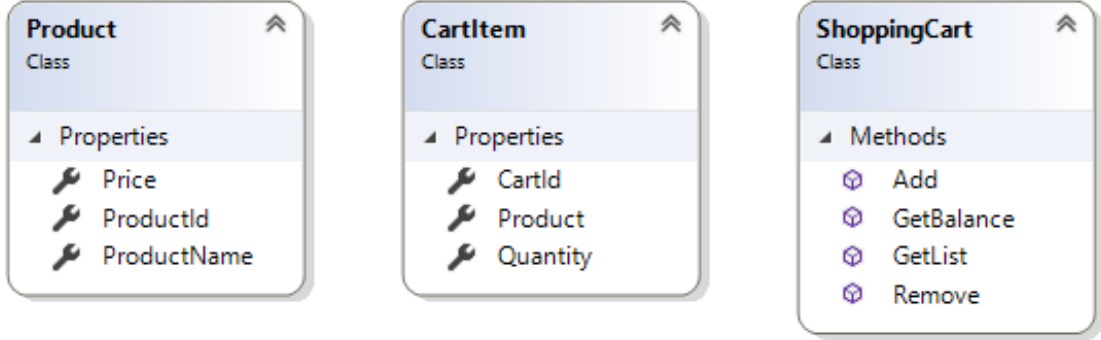 Product
Class
Properties
Price
ProductId
ProductName
CartItem
Class
Properties
CartId
Product
Quantity
ShoppingCart
Class
Methods
Add
GetBalance
GetList
Remove